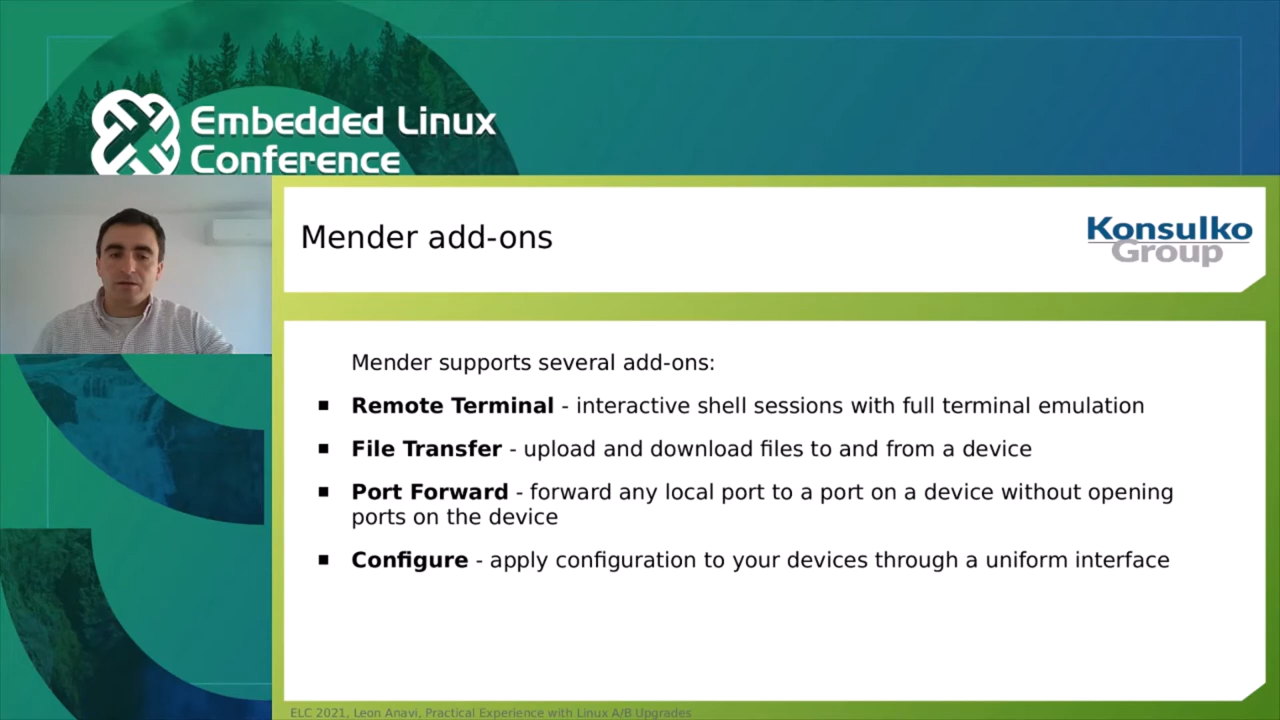 Embedded Linux
Conference
Mender add-ons
Konsulko
Group
Mender supports several add-ons:
▪ Remote Terminal - interactive shell sessions with full terminal emulation
▪ File Transfer - upload and download files to and from a device
▪ Port Forward - forward any local port to a port on a device without opening
ports on the device
▪ Configure - apply configuration to your devices through a uniform interface
ELC 2021, Leon Anavi, Practical Experience with Linux A/B Upgrades